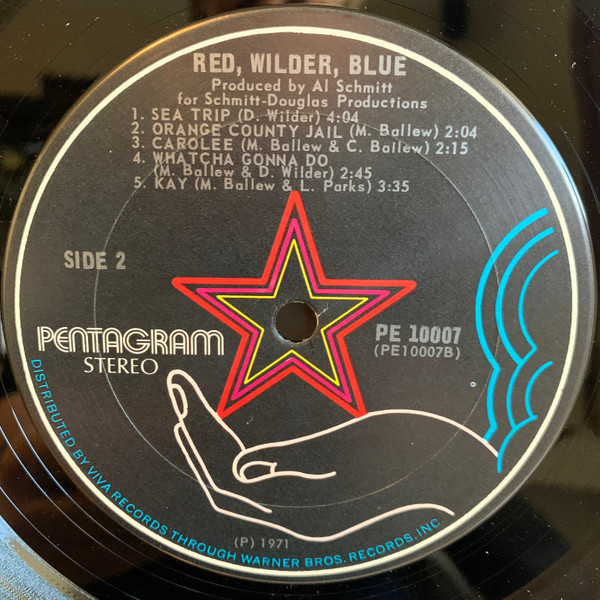 RED, WILDER, BLUE
Produced by Al Schmitt
for Schmitt-Douglas Productions
1. SEA TRIP (D. Wilder) 4:04
2. ORANGE COUNTY JAIL (M. Ballew) 2:04
3. CAROLEE (M. Ballew & C. Ballew) 2:15
4. WHATCHA GONNA DO
(M. Ballew & D. Wilder) 2:45
5. KAY (M. Ballew & L. Parks) 3:35
SIDE 2
PENTAGRAM
STEREO
PE 10007
(PE10007B)
(P) 1971
DISTRIBUTED BY VIVA RECORDS THROUGH WARNER BROS. RECORDS, INC.